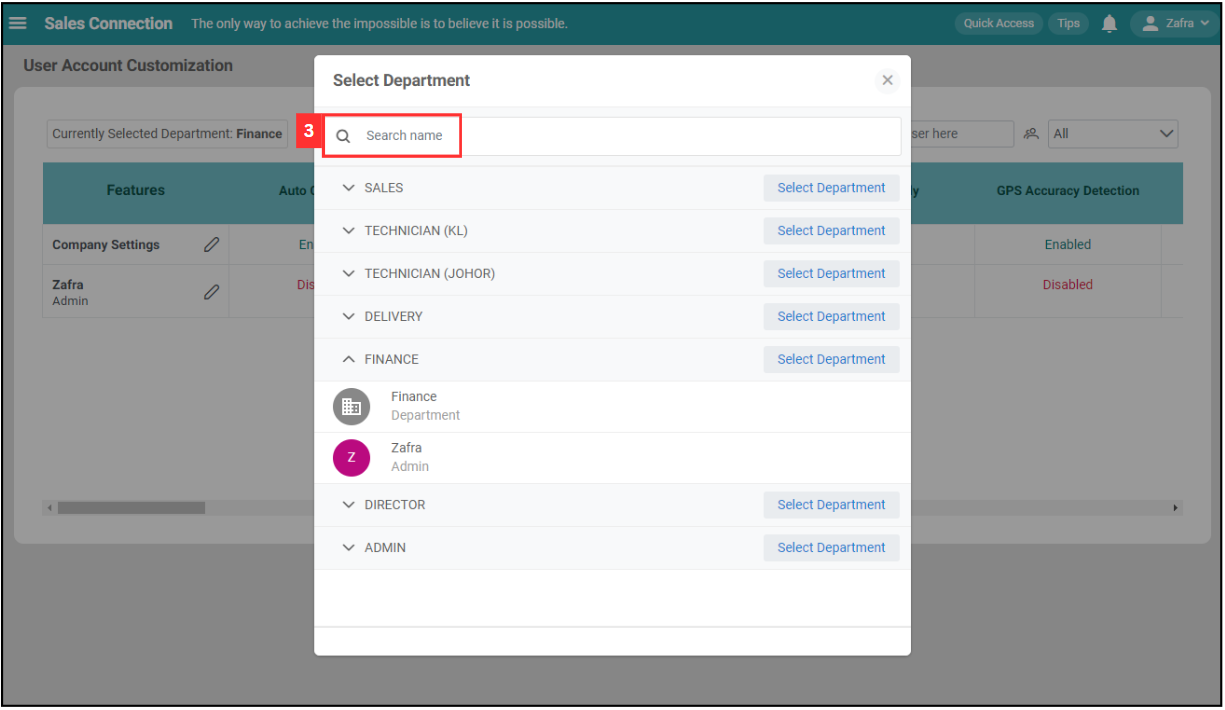 Sales Connection The only way to achieve the impossible is to believe it is possible. Quick Access Tips Zafra
User Account Customization
Select Department
Currently Selected Department: Finance
3 Search name
ser here All
Features Auto GPS Accuracy Detection
SALES Select Department
TECHNICIAN (KL) Select Department
Company Settings Enabled
TECHNICIAN (JOHOR) Select Department
Zafra Disabled
Admin
DELIVERY Select Department
FINANCE Select Department
Finance
Department
Z Zafra
Admin
DIRECTOR Select Department
ADMIN Select Department